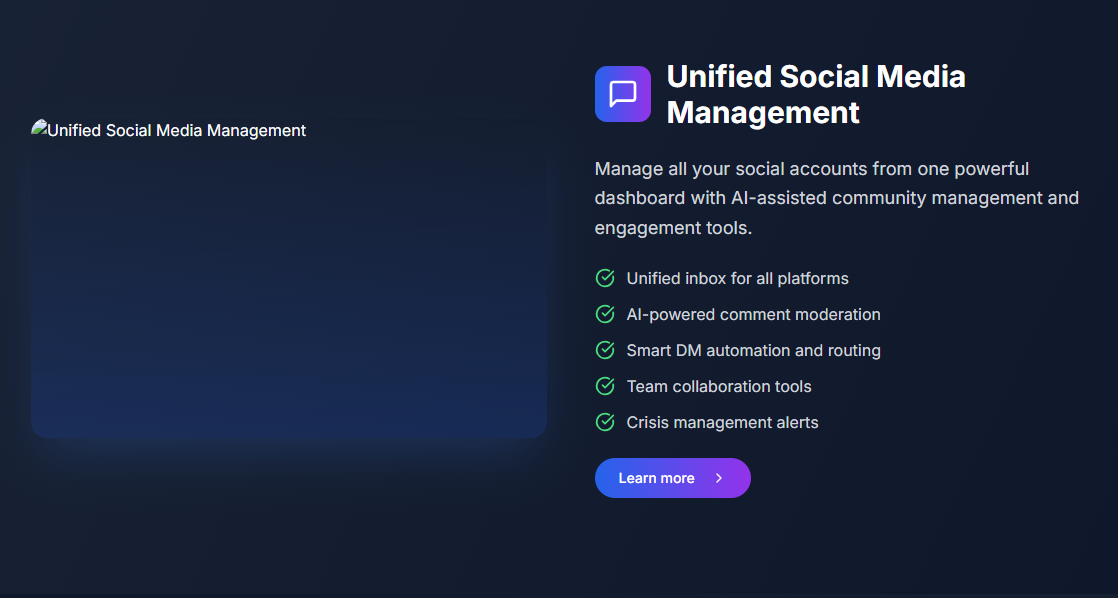 Unified Social Media Management
Unified Social Media
Management
Manage all your social accounts from one powerful
dashboard with AI-assisted community management and
engagement tools.
Unified inbox for all platforms
AI-powered comment moderation
Smart DM automation and routing
Team collaboration tools
Crisis management alerts
Learn more